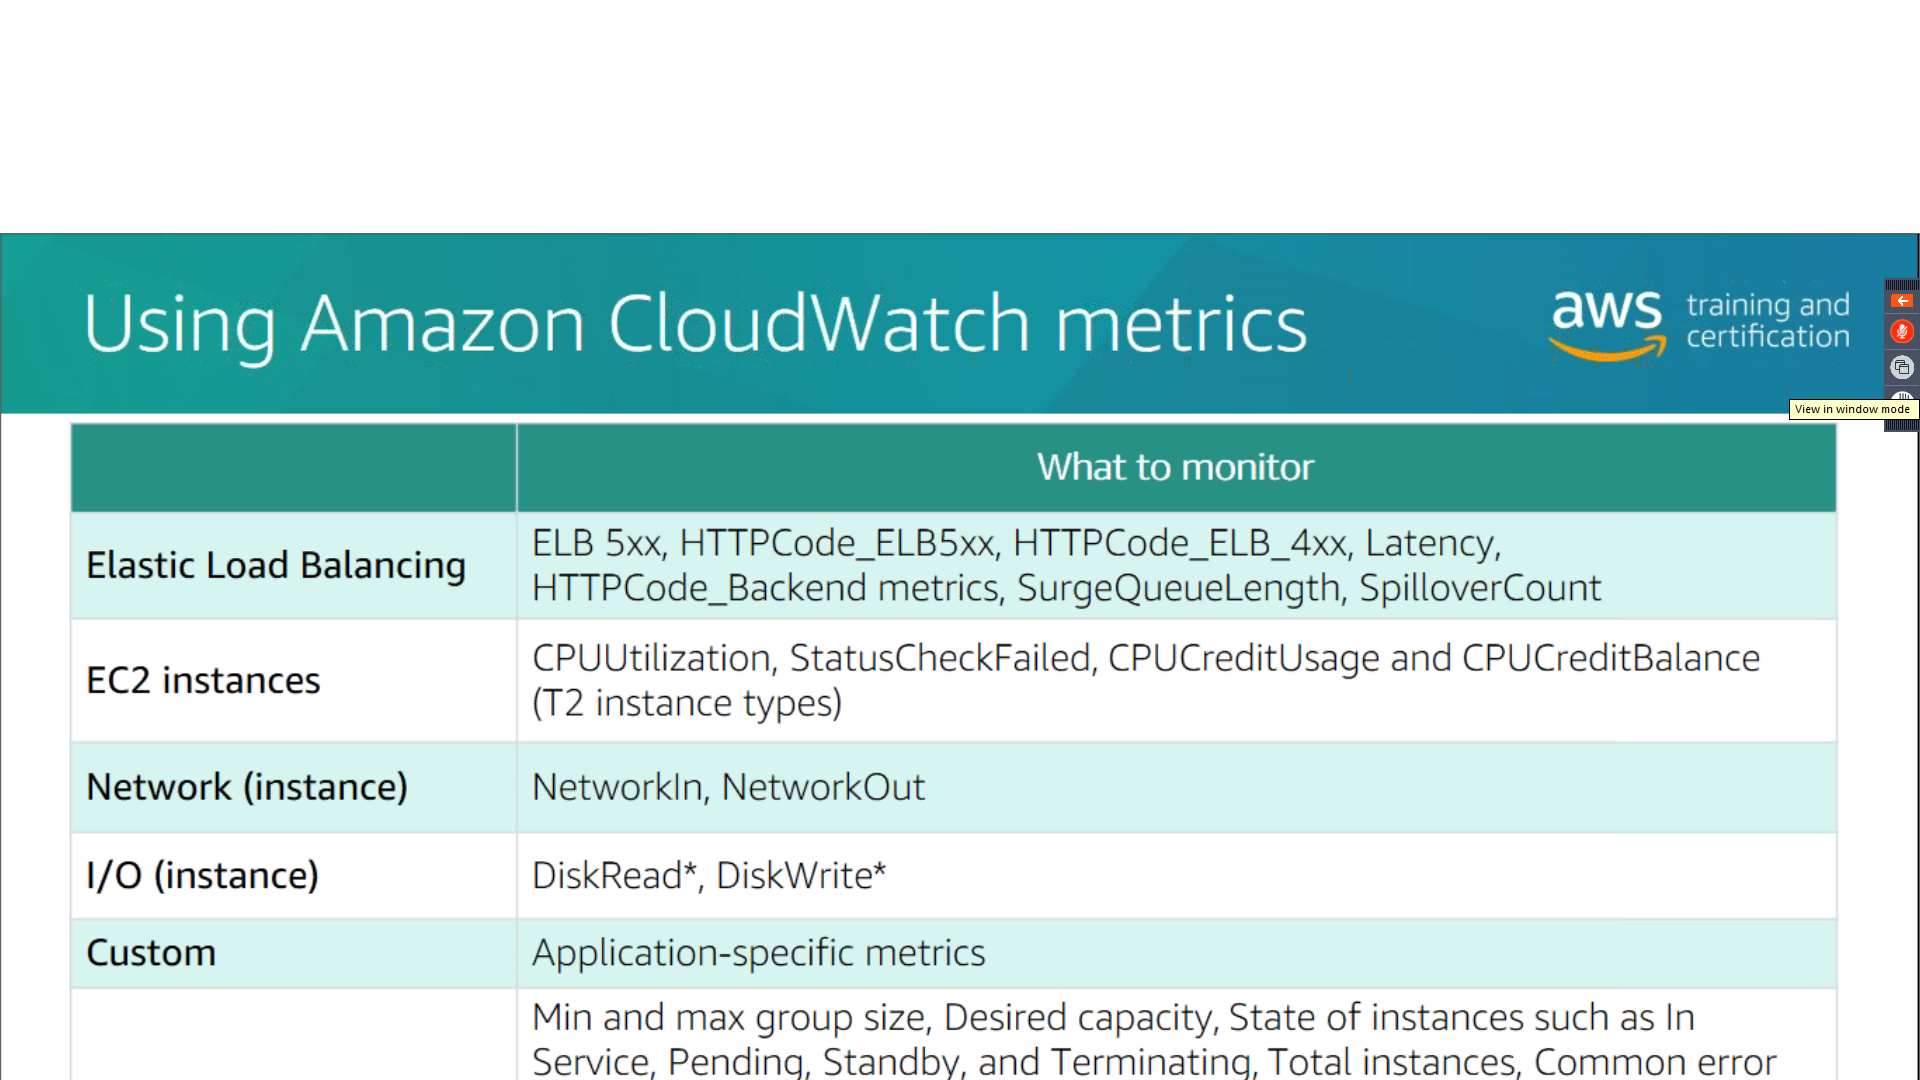 Using Amazon CloudWatch metrics
aws
training and
certification
View in window mode
What to monitor
Elastic Load Balancing
ELB 5xx, HTTPCode_ELB5xx, HTTPCode_ELB_4xx, Latency,
HTTPCode_Backend metrics, SurgeQueueLength, SpilloverCount
EC2 instances
CPUUtilization, StatusCheckFailed, CPUCreditUsage and CPUCreditBalance
(T2 instance types)
Network (instance)
NetworkIn, NetworkOut
I/O (instance)
DiskRead*, DiskWrite*
Custom
Application-specific metrics
Min and max group size, Desired capacity, State of instances such as In
Service, Pending, Standby, and Terminating, Total instances, Common error